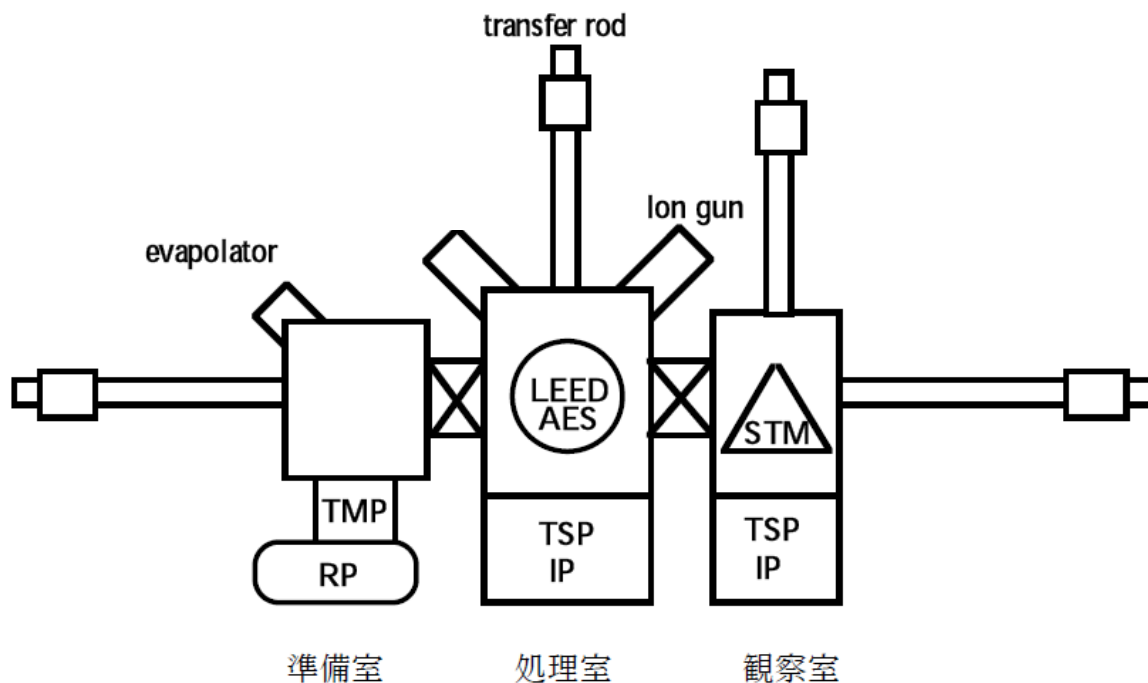 transfer rod
Ion gun
evapolator
LEED
AES
STM
TMP
RP
TSP
IP
TSP
IP
準備室
処理室
観察室